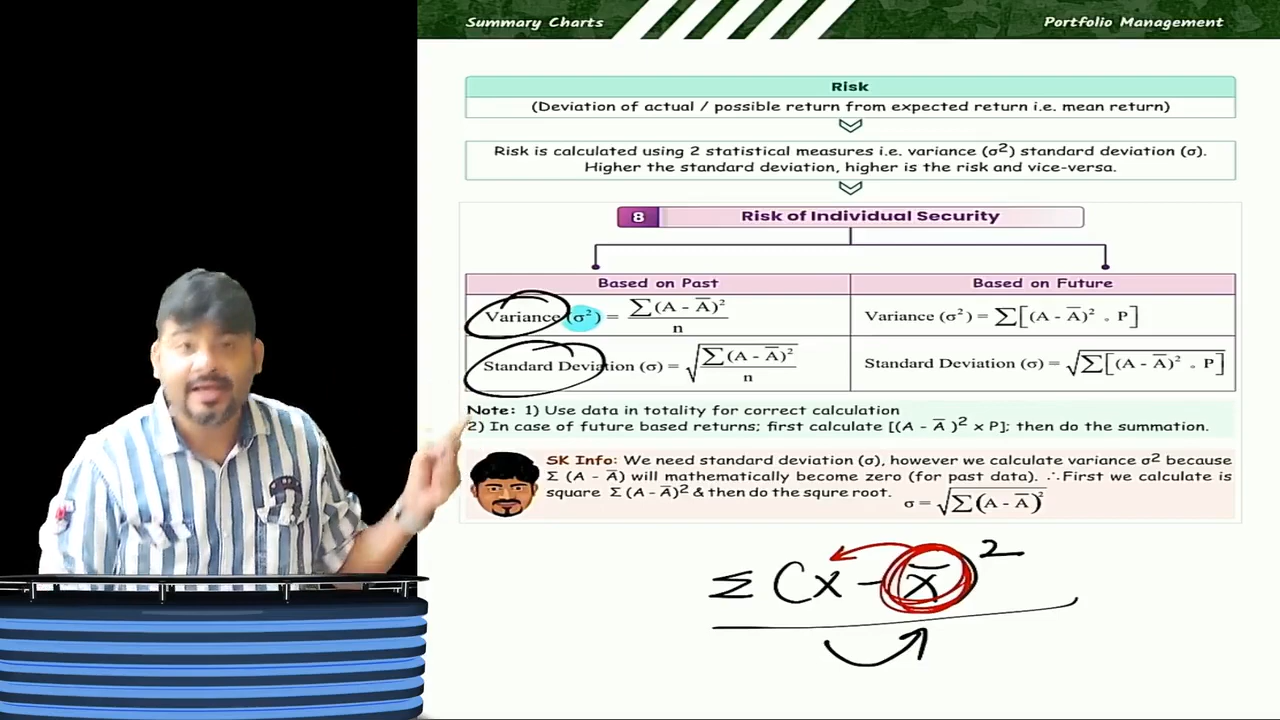 Summary Charts
Portfolio Management
Risk
(Deviation of actual / possible return from expected return i.e. mean return)
Risk is calculated using 2 statistical measures i.e. variance (σ²) standard deviation (σ).
Higher the standard deviation, higher is the risk and vice-versa.
8 Risk of Individual Security
Based on Past
Based on Future
Variance (σ²) = ∑(A - A̅)² / n
Variance (σ²) = ∑[(A - A̅)² . P]
Standard Deviation (σ) = √(∑(A - A̅)² / n)
Standard Deviation (σ) = √(∑[(A - A̅)² . P])
Note: 1) Use data in totality for correct calculation
2) In case of future based returns; first calculate [(A - A̅ )² x P]; then do the summation.
SK Info: We need standard deviation (σ), however we calculate variance σ² because
Σ (A - A̅) will mathematically become zero (for past data). ∴First we calculate is
square Σ (A - A̅)² & then do the squre root. σ = √∑(A - A̅)²
Σ (x - x̅)²